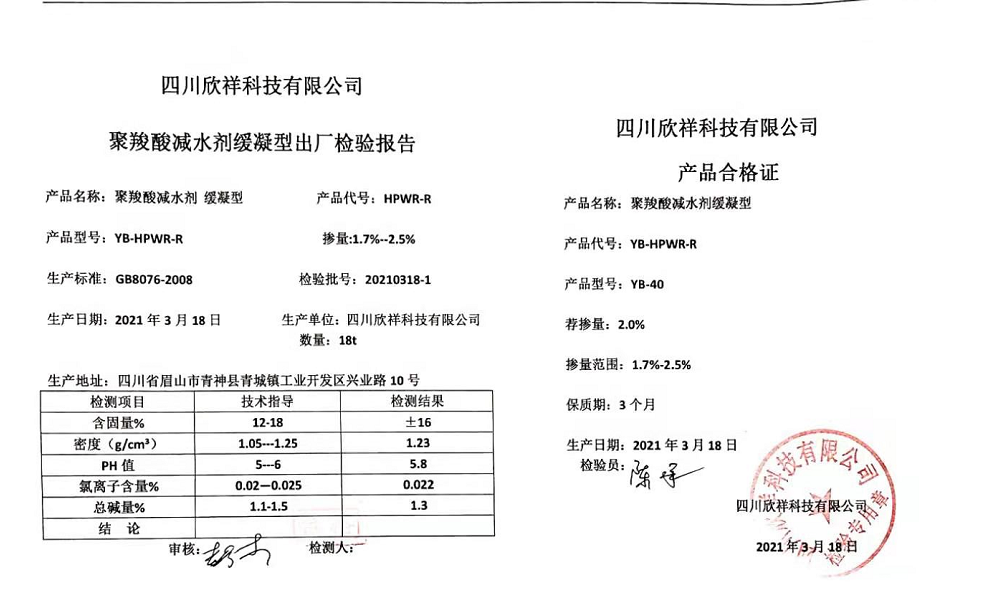 四川欣祥科技有限公司
聚羧酸减水剂缓凝型出厂检验报告
产品名称：聚羧酸减水剂 缓凝型 产品代号：HPWR-R
产品型号：YB-HPWR-R 掺量:1.7%--2.5%
生产标准：GB8076-2008 检验批号：20210318-1
生产日期：2021 年 3 月 18 日 生产单位：四川欣祥科技有限公司
数量：18t
生产地址：四川省眉山市青神县青城镇工业开发区兴业路 10 号
检测项目 技术指导 检测结果
含固量% 12-18 ±16
密度（g/cm³） 1.05---1.25 1.23
PH 值 5---6 5.8
氯离子含量% 0.02—0.025 0.022
总碱量% 1.1-1.5 1.3
结 论
审核： 检测人：
四川欣祥科技有限公司
产品合格证
产品名称：聚羧酸减水剂缓凝型
产品代号：YB-HPWR-R
产品型号：YB-40
荐掺量：2.0%
掺量范围：1.7%-2.5%
保质期：3 个月
生产日期：2021 年 3 月 18 日
检验员：陈
四川欣祥科技有限公司
2021 年 3 月 18 日
祥科技有限公司
检验专用章